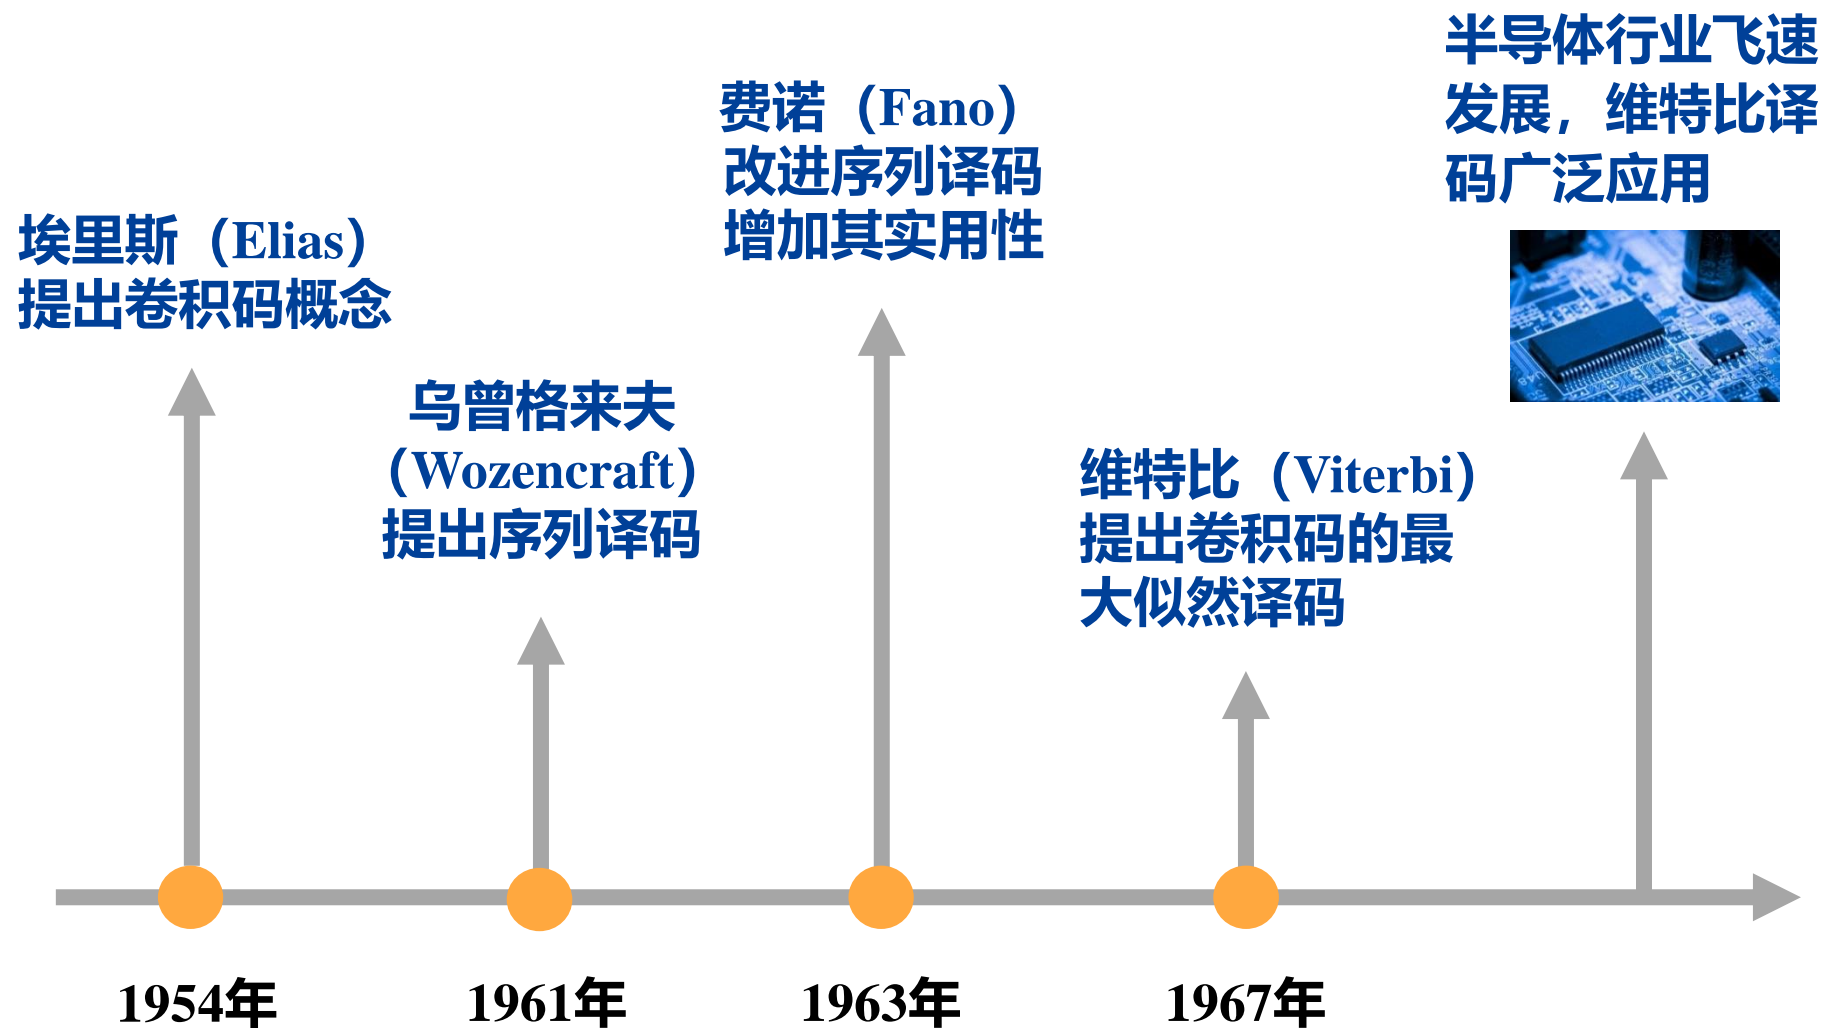 埃里斯（Elias）
提出卷积码概念
乌曾格来夫
（Wozencraft）
提出序列译码
费诺（Fano）
改进序列译码
增加其实用性
维特比（Viterbi）
提出卷积码的最
大似然译码
半导体行业飞速
发展，维特比译
码广泛应用
1954年
1961年
1963年
1967年